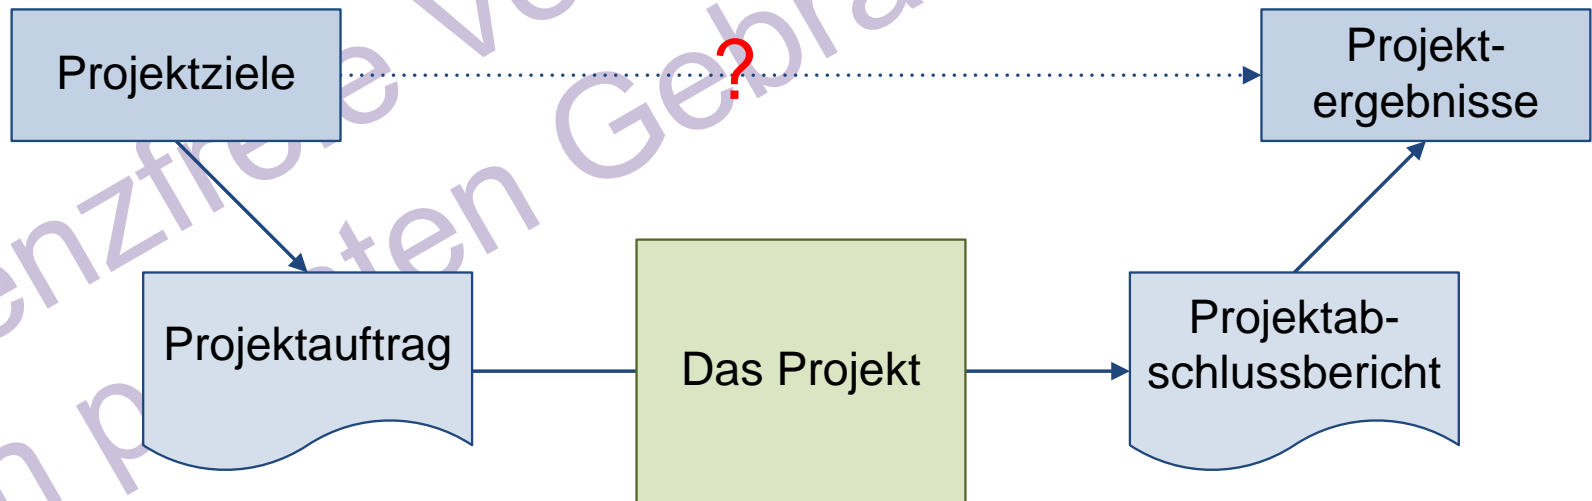 Projektziele
?
Projekt-
ergebnisse
Projektauftrag
Das Projekt
Projektab-
schlussbericht